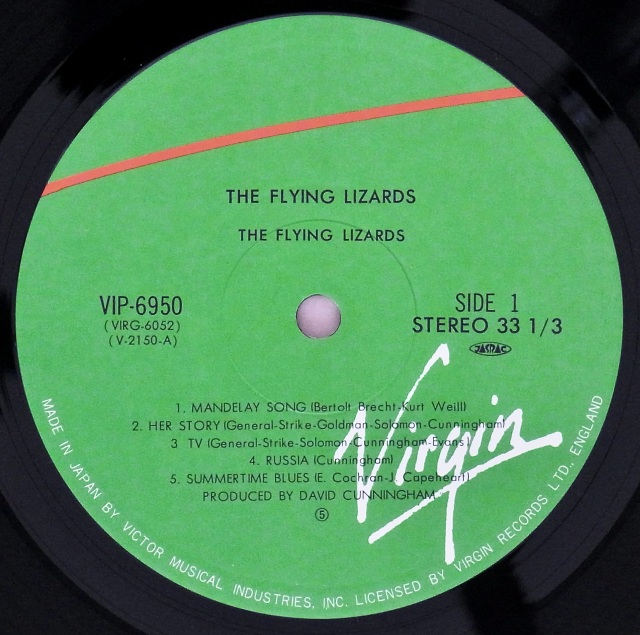 THE FLYING LIZARDS
THE FLYING LIZARDS
VIP-6950
(VIRG-6052)
(V-2150-A)
SIDE 1
STEREO 33 1/3
JASRAC
1. MANDELAY SONG (Bertolt Brecht-Kurt Weill)
2. HER STORY (General-Strike-Goldman-Solomon-Cunningham)
3 TV (General-Strike-Solomon-Cunningham-Evans)
4. RUSSIA (Cunningham)
5. SUMMERTIME BLUES (E. Cochran-J. Capeheart)
PRODUCED BY DAVID CUNNINGHAM
⑤
Virgin
MADE IN JAPAN BY VICTOR MUSICAL INDUSTRIES, INC. LICENSED BY VIRGIN RECORDS LTD., ENGLAND